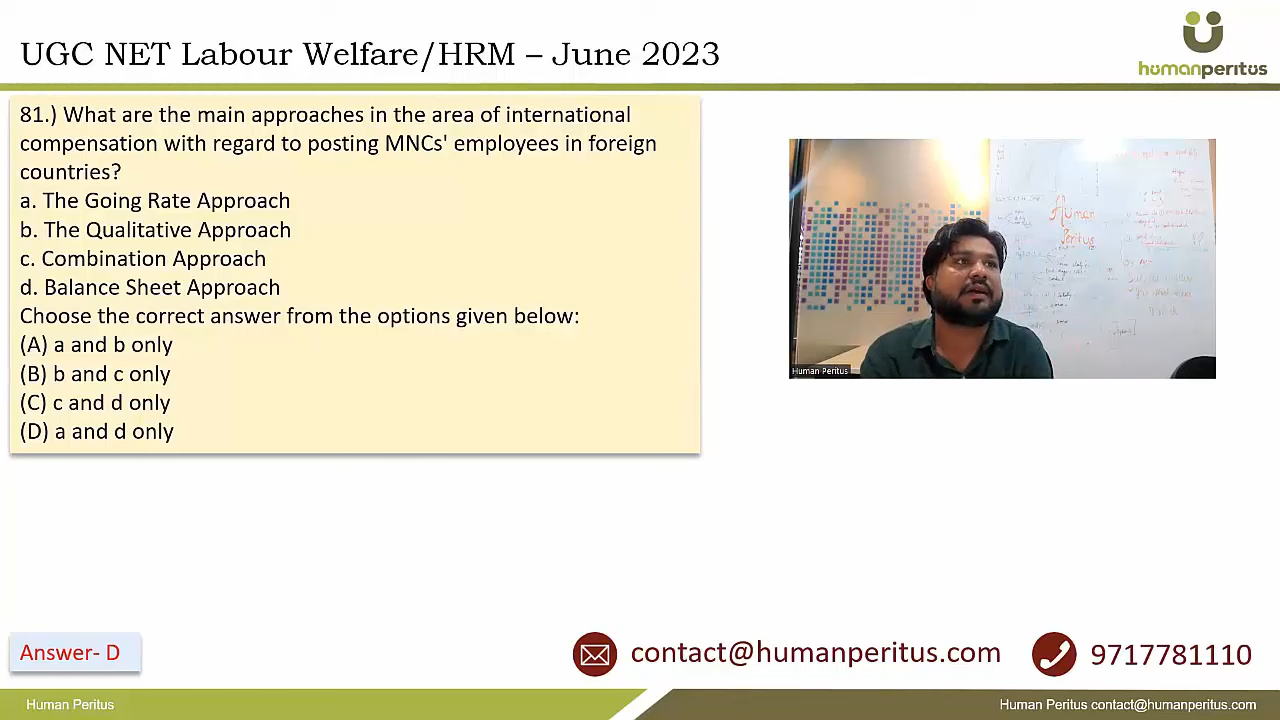 UGC NET Labour Welfare/HRM – June 2023
humanperitus
81.) What are the main approaches in the area of international
compensation with regard to posting MNCs' employees in foreign
countries?
a. The Going Rate Approach
b. The Qualitative Approach
c. Combination Approach
d. Balance Sheet Approach
Choose the correct answer from the options given below:
(A) a and b only
(B) b and c only
(C) c and d only
(D) a and d only
Human
Peritus
Human Peritus
Answer- D
contact@humanperitus.com
9717781110
Human Peritus
Human Peritus contact@humanperitus.com